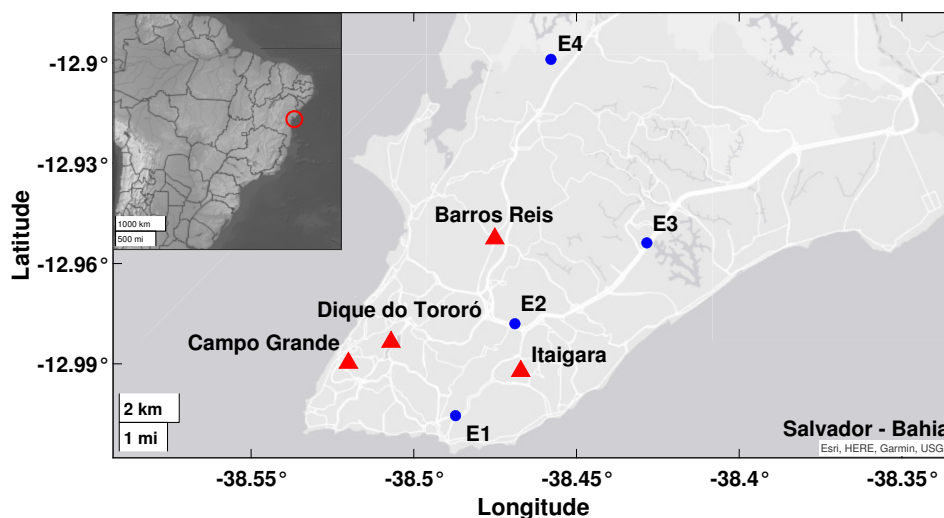 E4
-12.9°
1000 km
500 mi
-12.93°
Barros Reis
E3
Latitude
-12.96°
Dique do Tororó
E2
Campo Grande
Itaigara
-12.99°
2 km
1 mi
E1
Salvador - Bahia
Esri, HERE, Garmin, USG
-38.55°
-38.5°
-38.45°
-38.4°
-38.35°
Longitude